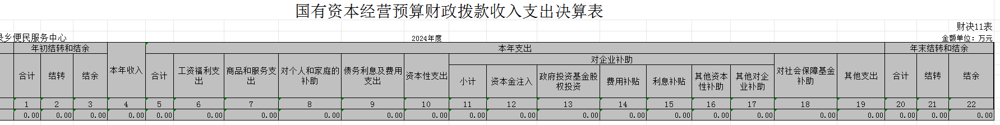 国有资本经营预算财政拨款收入支出决算表
财决11表
乡便民服务中心 2024年度 金额单位：万元
年初结转和结余 本年收入 本年支出 年末结转和结余
合计 结转 结余 合计 工资福利支出 商品和服务支出 对个人和家庭的补助 债务利息及费用支出 资本性支出 对企业补助 对社会保障基金补助 其他支出 合计 结转 结余
小计 资本金注入 政府投资基金股权投资 费用补贴 利息补贴 其他资本性补助 其他对企业补助
1 2 3 4 5 6 7 8 9 10 11 12 13 14 15 16 17 18 19 20 21 22
0.00 0.00 0.00 0.00 0.00 0.00 0.00 0.00 0.00 0.00 0.00 0.00 0.00 0.00 0.00 0.00 0.00 0.00 0.00 0.00 0.00 0.00